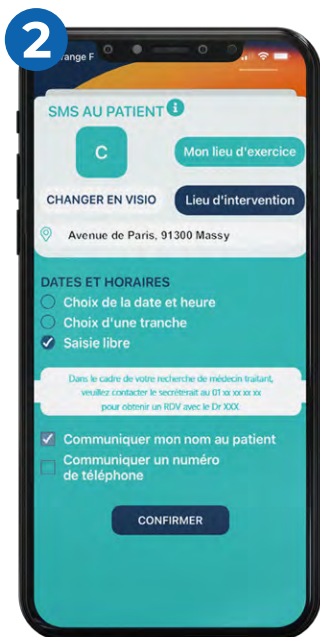 2
range F
SMS AU PATIENT i
C
Mon lieu d'exercice
CHANGER EN VISIO
Lieu d'intervention
Avenue de Paris, 91300 Massy
DATES ET HORAIRES
Choix de la date et heure
Choix d'une tranche
Saisie libre
Dans le cadre de votre recherche de médecin traitant,
veuillez contacter le secréterait au 01 xx xx xx xx
pour obtenir un RDV avec le Dr XXX.
Communiquer mon nom au patient
Communiquer un numéro
de téléphone
CONFIRMER